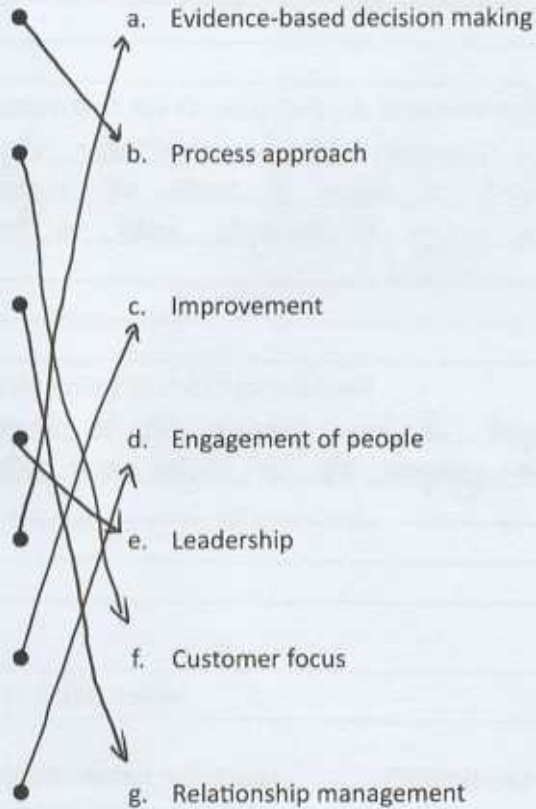 a. Evidence-based decision making
b. Process approach
c. Improvement
d. Engagement of people
e. Leadership
f. Customer focus
g. Relationship management